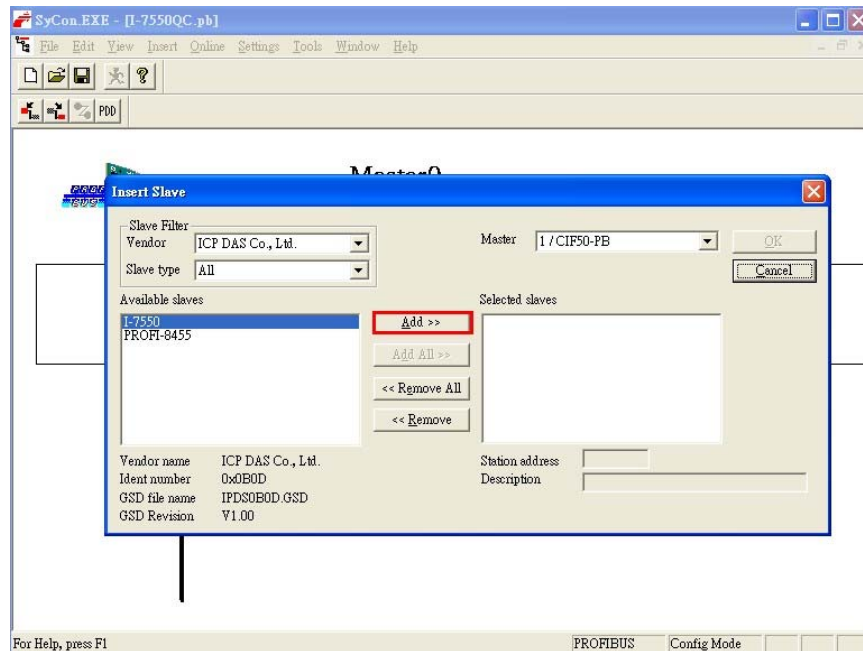 SyCon.EXE - [I-7550QC.pb]
File Edit View Insert Online Settings Tools Window Help
PDD
Master0
Insert Slave
Slave Filter
Vendor ICP DAS Co., Ltd.
Slave type All
Master 1 / CIF50-PB
OK
Cancel
Available slaves
I-7550
PROFI-8455
Add >>
Add All >>
<< Remove All
<< Remove
Selected slaves
Vendor name ICP DAS Co., Ltd.
Ident number 0x0B0D
GSD file name IPDS0B0D.GSD
GSD Revision V1.00
Station address
Description
For Help, press F1
PROFIBUS Config Mode